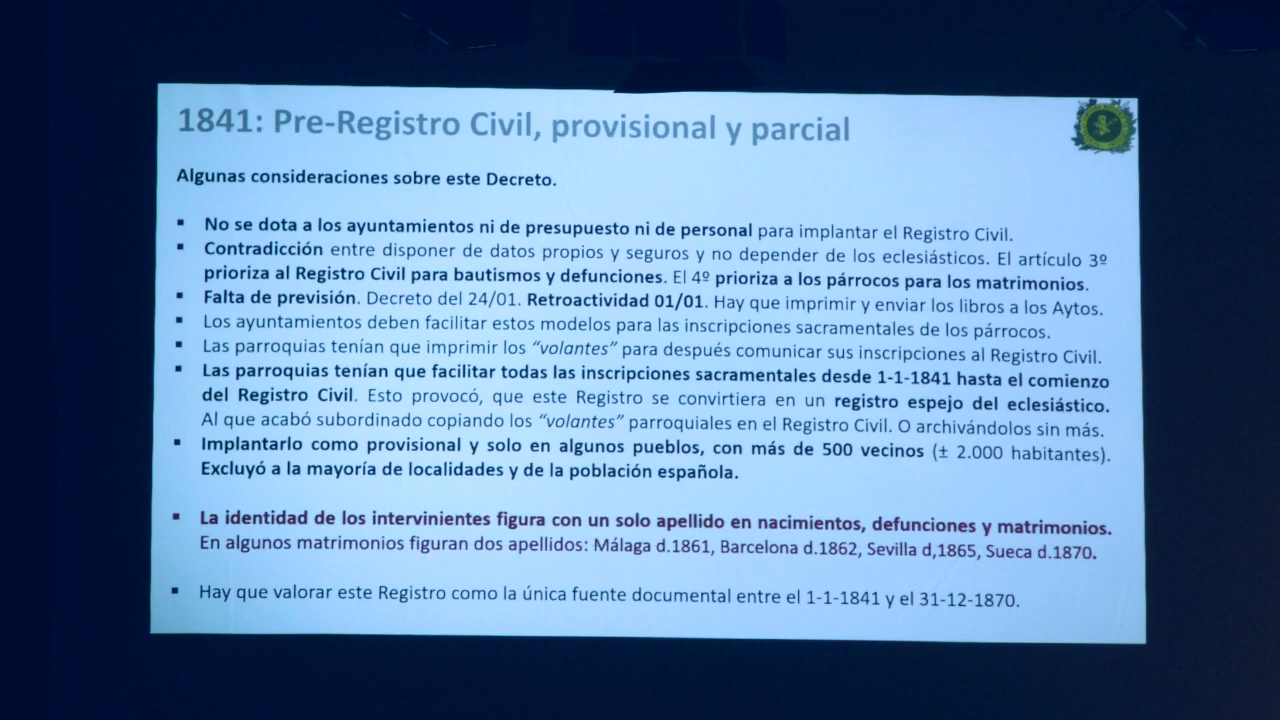 1841: Pre-Registro Civil, provisional y parcial
Algunas consideraciones sobre este Decreto.
▪ No se dota a los ayuntamientos ni de presupuesto ni de personal para implantar el Registro Civil.
▪ Contradicción entre disponer de datos propios y seguros y no depender de los eclesiásticos. El artículo 3º
prioriza al Registro Civil para bautismos y defunciones. El 4º prioriza a los párrocos para los matrimonios.
▪ Falta de previsión. Decreto del 24/01. Retroactividad 01/01. Hay que imprimir y enviar los libros a los Aytos.
▪ Los ayuntamientos deben facilitar estos modelos para las inscripciones sacramentales de los párrocos.
▪ Las parroquias tenían que imprimir los “volantes” para después comunicar sus inscripciones al Registro Civil.
▪ Las parroquias tenían que facilitar todas las inscripciones sacramentales desde 1-1-1841 hasta el comienzo
del Registro Civil. Esto provocó, que este Registro se convirtiera en un registro espejo del eclesiástico.
Al que acabó subordinado copiando los “volantes” parroquiales en el Registro Civil. O archivándolos sin más.
▪ Implantarlo como provisional y solo en algunos pueblos, con más de 500 vecinos (± 2.000 habitantes).
Excluyó a la mayoría de localidades y de la población española.
▪ La identidad de los intervinientes figura con un solo apellido en nacimientos, defunciones y matrimonios.
En algunos matrimonios figuran dos apellidos: Málaga d.1861, Barcelona d.1862, Sevilla d,1865, Sueca d.1870.
▪ Hay que valorar este Registro como la única fuente documental entre el 1-1-1841 y el 31-12-1870.